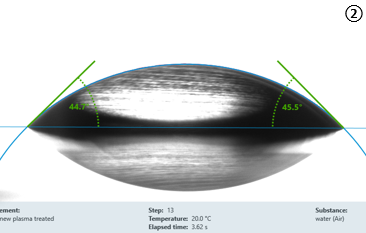 ②
44.7°
45.5°
ement:
new plasma treated
Step: 13
Temperature: 20.0 °C
Elapsed time: 3.62 s
Substance:
water (Air)